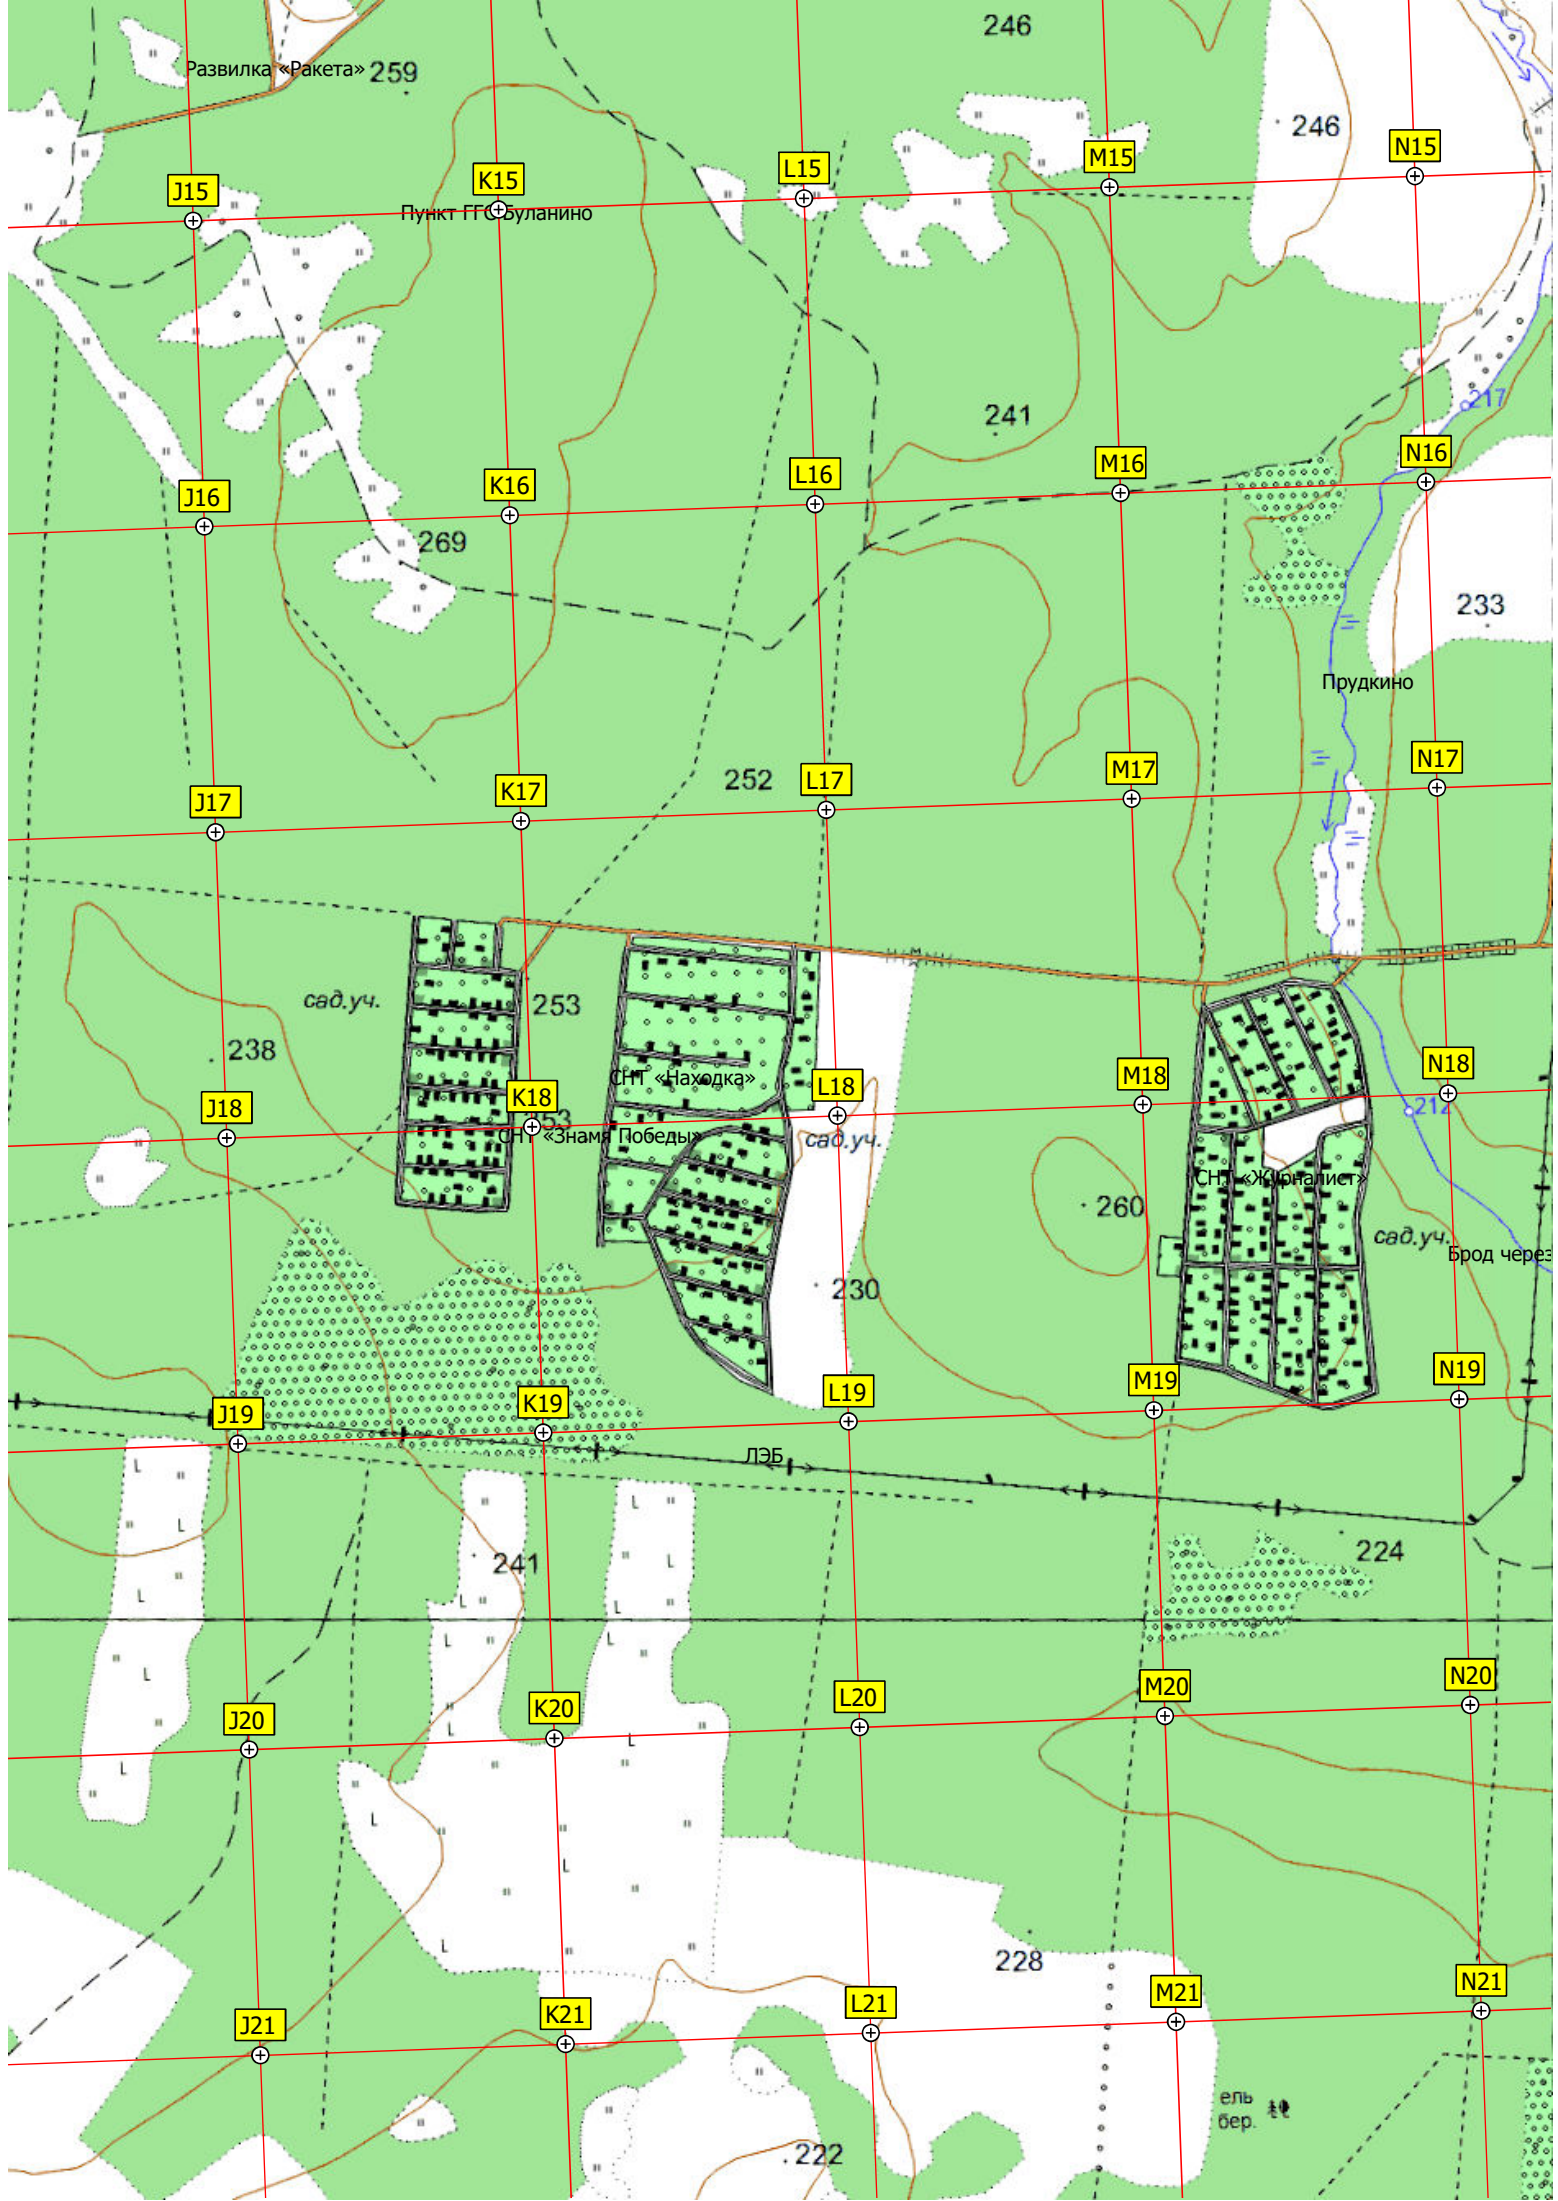 246
Развилка «Ракета»
259
246
N15
M15
L15
K15
J15
Пункт ГГС Буланино
217
241
N16
M16
L16
K16
J16
269
233
Прудкино
N17
M17
252
L17
K17
J17
сад.уч.
253
238
N18
M18
СНТ «Находка»
L18
K18
J18
212
253
СНТ «Знамя Победы»
сад.уч.
СНТ «Журналист»
260
сад.уч.
Брод через
230
N19
M19
L19
K19
J19
ЛЭБ
224
241
N20
M20
L20
K20
J20
228
N21
M21
L21
K21
J21
ель
бер.
222